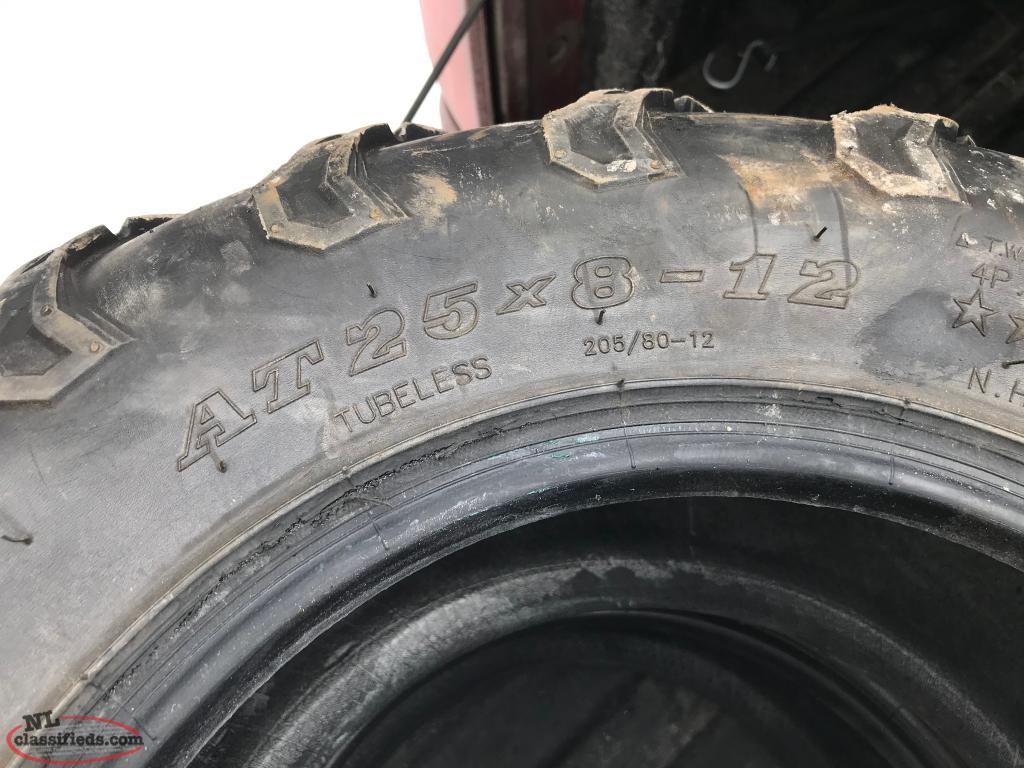 AT25x8-12
TUBELESS
205/80-12
T.W
4P
☆☆
N.H
NL
classifieds.com